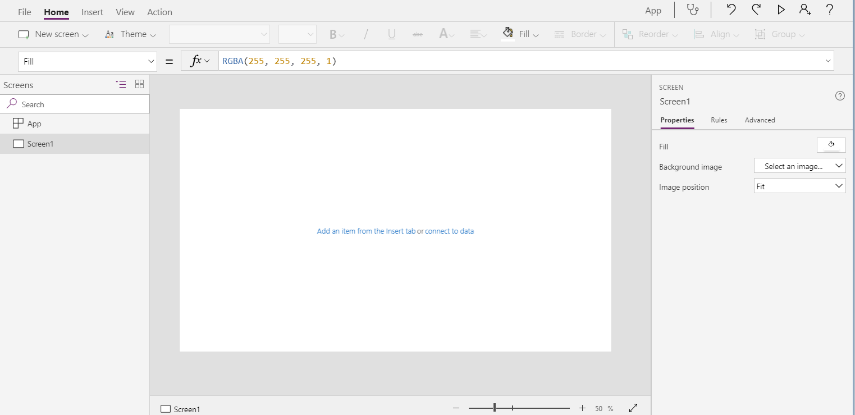 File Home Insert View Action App
New screen Theme B I U abc A Fill Border Reorder Align Group
Fill = fx RGBA(255, 255, 255, 1)
Screens
Search
App
Screen1
Add an item from the Insert tab or connect to data
Screen1 50 %
SCREEN
Screen1
Properties Rules Advanced
Fill
Background image Select an image...
Image position Fit